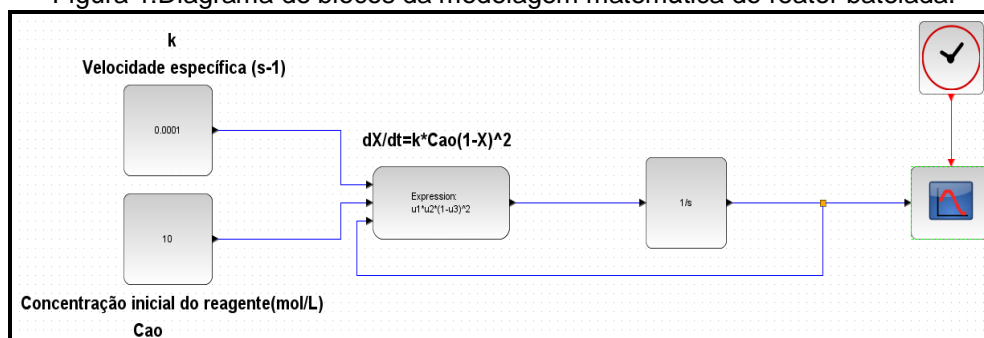 Figura 1:Diagrama de blocos da modelagem matemática do reator batelada.
k
Velocidade específica (s-1)
0.0001
dX/dt=k*Cao(1-X)^2
Expression:
u1*u2*(1-u3)^2
1/s
10
Concentração inicial do reagente(mol/L)
Cao